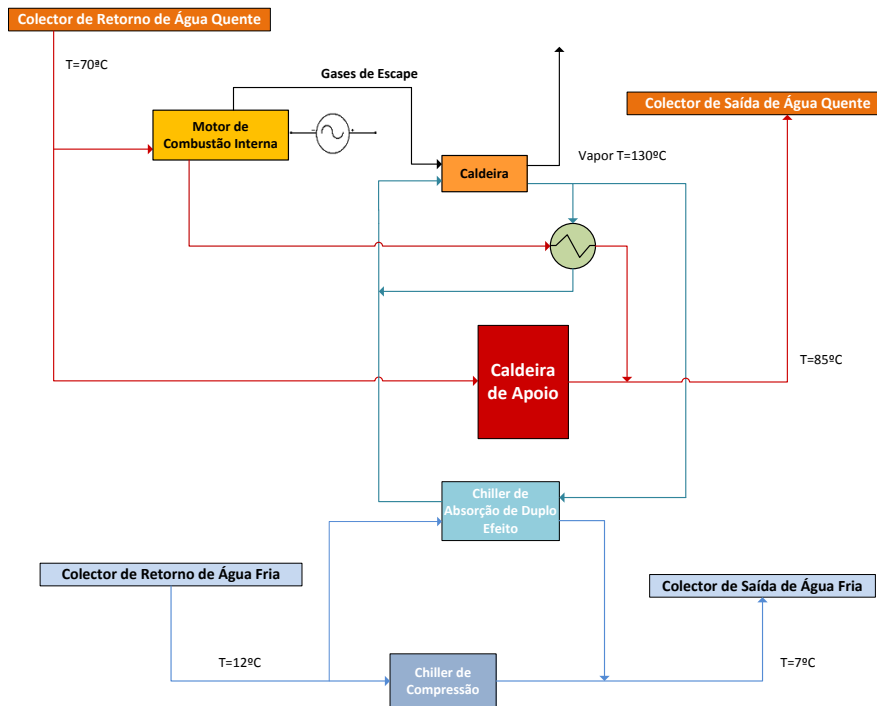 Colector de Retorno de Água Quente
T=70ºC
Gases de Escape
Colector de Saída de Água Quente
Motor de
Combustão Interna
Vapor T=130ºC
Caldeira
T=85ºC
Caldeira
de Apoio
Chiller de
Absorção de Duplo
Efeito
Colector de Retorno de Água Fria
Colector de Saída de Água Fria
T=12ºC
Chiller de
Compressão
T=7ºC